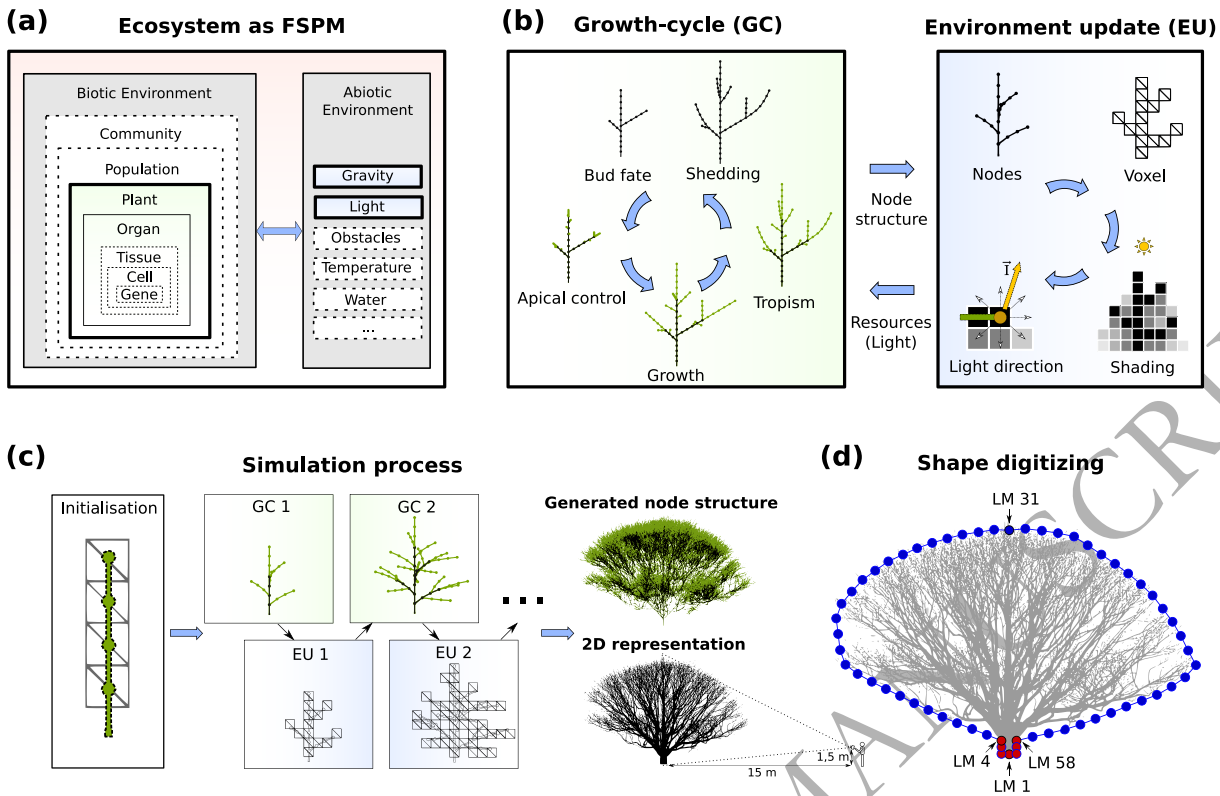 (a)
Ecosystem as FSPM
Biotic Environment
Community
Population
Plant
Organ
Tissue
Cell
Gene
Abiotic
Environment
Gravity
Light
Obstacles
Temperature
Water
...
(b)
Growth-cycle (GC)
Bud fate
Shedding
Apical control
Tropism
Growth
Node
structure
Resources
(Light)
Environment update (EU)
Nodes
Voxel
I
Light direction
Shading
(c)
Simulation process
Initialisation
GC 1
GC 2
EU 1
EU 2
...
Generated node structure
2D representation
1,5 m
15 m
(d)
Shape digitizing
LM 31
LM 4
LM 58
LM 1